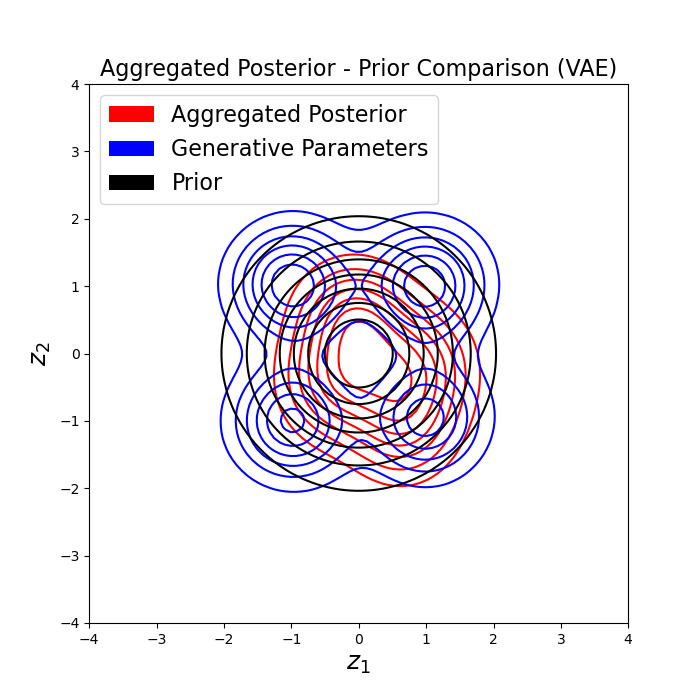 Aggregated Posterior - Prior Comparison (VAE)
Aggregated Posterior
Generative Parameters
Prior
4
3
2
1
0
−1
−2
−3
−4
z2
−4 −3 −2 −1 0 1 2 3 4
z1